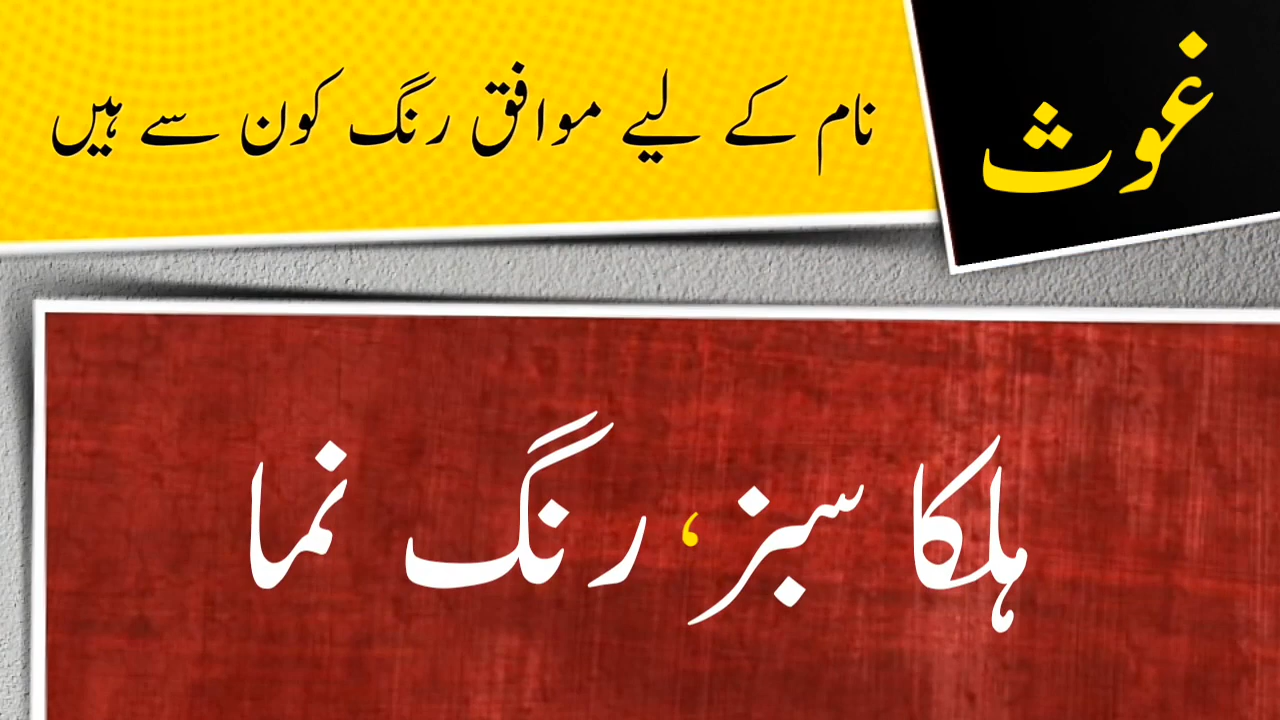 غوث
نام کے لیے موافق رنگ کون سے ہیں
ہلکا سبز، رنگ نما